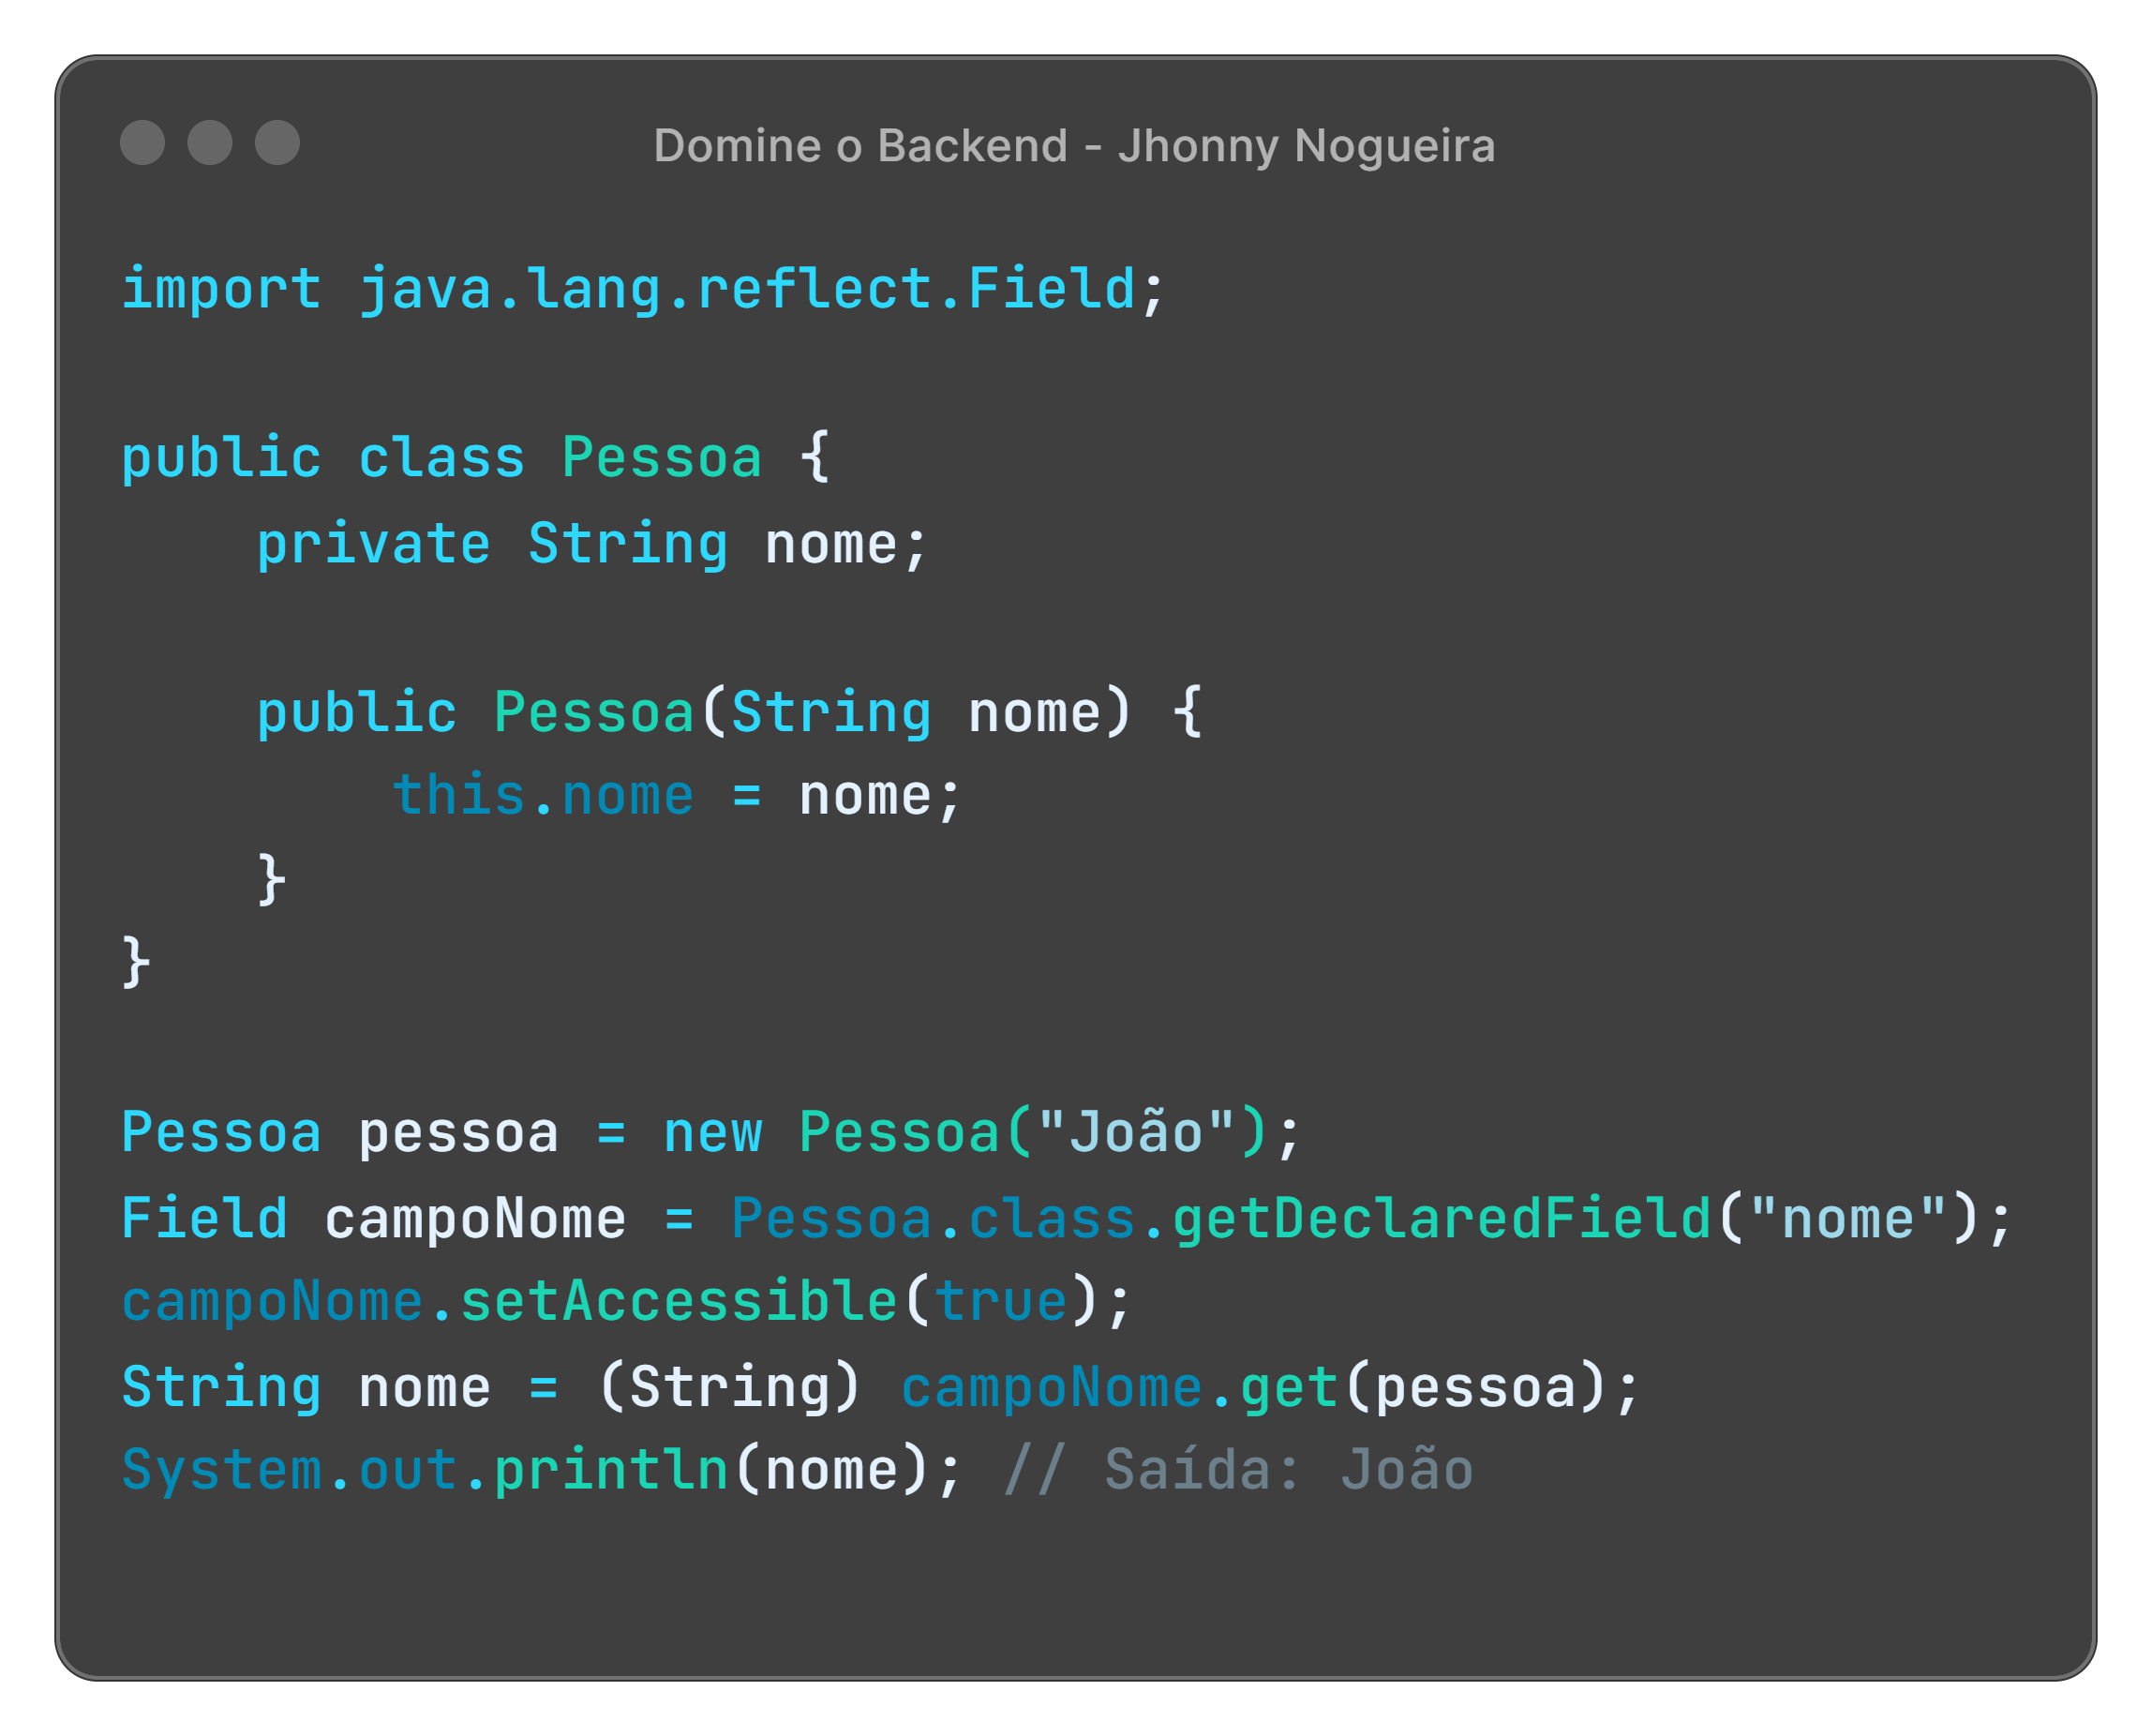 Domine o Backend - Jhonny Nogueira
import java.lang.reflect.Field;
public class Pessoa {
    private String nome;
    public Pessoa(String nome) {
        this.nome = nome;
    }
}
Pessoa pessoa = new Pessoa("João");
Field campoNome = Pessoa.class.getDeclaredField("nome");
campoNome.setAccessible(true);
String nome = (String) campoNome.get(pessoa);
System.out.println(nome); // Saída: João